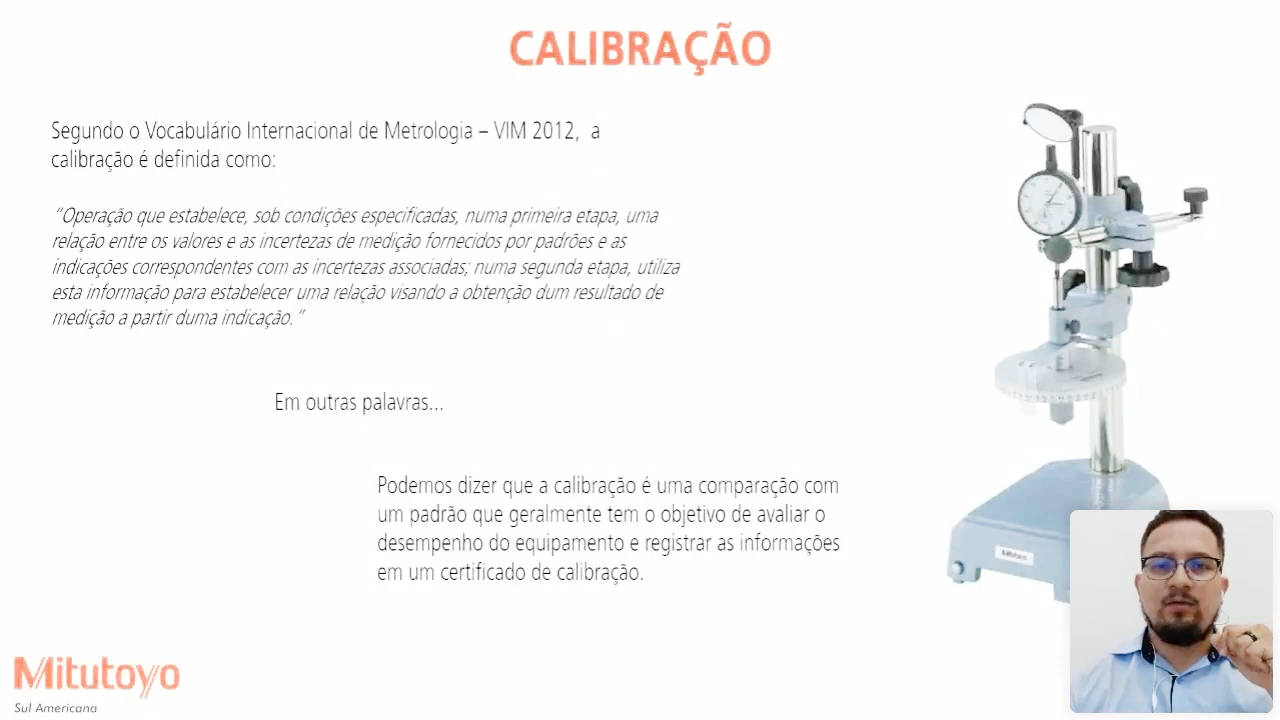 CALIBRAÇÃO
Segundo o Vocabulário Internacional de Metrologia – VIM 2012, a
calibração é definida como:
“Operação que estabelece, sob condições especificadas, numa primeira etapa, uma
relação entre os valores e as incertezas de medição fornecidos por padrões e as
indicações correspondentes com as incertezas associadas; numa segunda etapa, utiliza
esta informação para estabelecer uma relação visando a obtenção dum resultado de
medição a partir duma indicação.”
Em outras palavras...
Podemos dizer que a calibração é uma comparação com
um padrão que geralmente tem o objetivo de avaliar o
desempenho do equipamento e registrar as informações
em um certificado de calibração.
Mitutoyo
Mitutoyo
Sul Americana